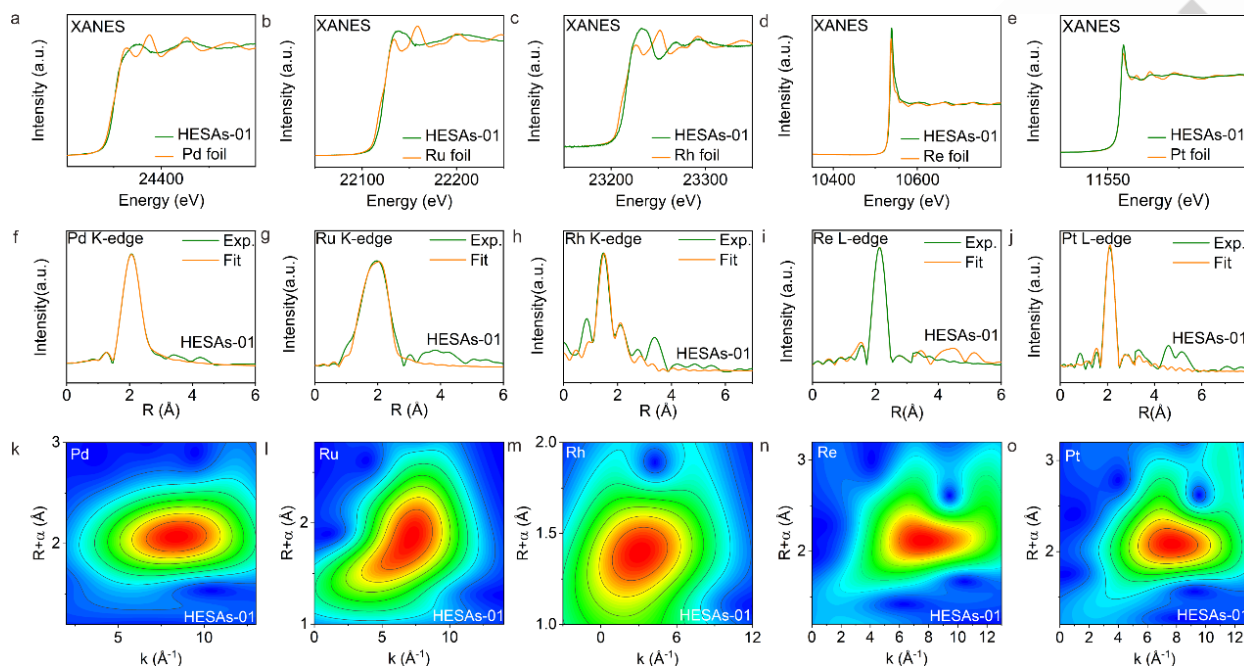 a
XANES
Intensity (a.u.)
HESAs-01
Pd foil
24400
Energy (eV)
b
XANES
Intensity (a.u.)
HESAs-01
Ru foil
22100
22200
Energy (eV)
c
XANES
Intensity (a.u.)
HESAs-01
Rh foil
23200
23300
Energy (eV)
d
XANES
Intensity (a.u.)
HESAs-01
Re foil
10400
10600
Energy (eV)
e
XANES
Intensity (a.u.)
HESAs-01
Pt foil
11550
Energy (eV)
f
Pd K-edge
Intensity(a.u.)
Exp.
Fit
HESAs-01
0 2 4 6
R (Å)
g
Ru K-edge
Intensity(a.u.)
Exp.
Fit
HESAs-01
0 2 4 6
R (Å)
h
Rh K-edge
Intensity(a.u.)
Exp.
Fit
HESAs-01
0 2 4 6
R (Å)
i
Re L-edge
Intensity(a.u.)
Exp.
Fit
HESAs-01
0 1 2 3 4 5 6
R(Å)
j
Pt L-edge
Intensity(a.u.)
Exp.
Fit
HESAs-01
0 2 4 6
R (Å)
k
Pd
3
2
R+α (Å)
HESAs-01
5 10
k (Å⁻¹)
l
Ru
2
1
R+α (Å)
HESAs-01
0 5 10
k (Å⁻¹)
m
Rh
2.0
1.5
1.0
R+α (Å)
HESAs-01
0 6 12
k (Å⁻¹)
n
Re
3
2
R+α (Å)
HESAs-01
0 2 4 6 8 10 12
k (Å⁻¹)
o
Pt
3
2
R+α (Å)
HESAs-01
0 2 4 6 8 10 12
k (Å⁻¹)